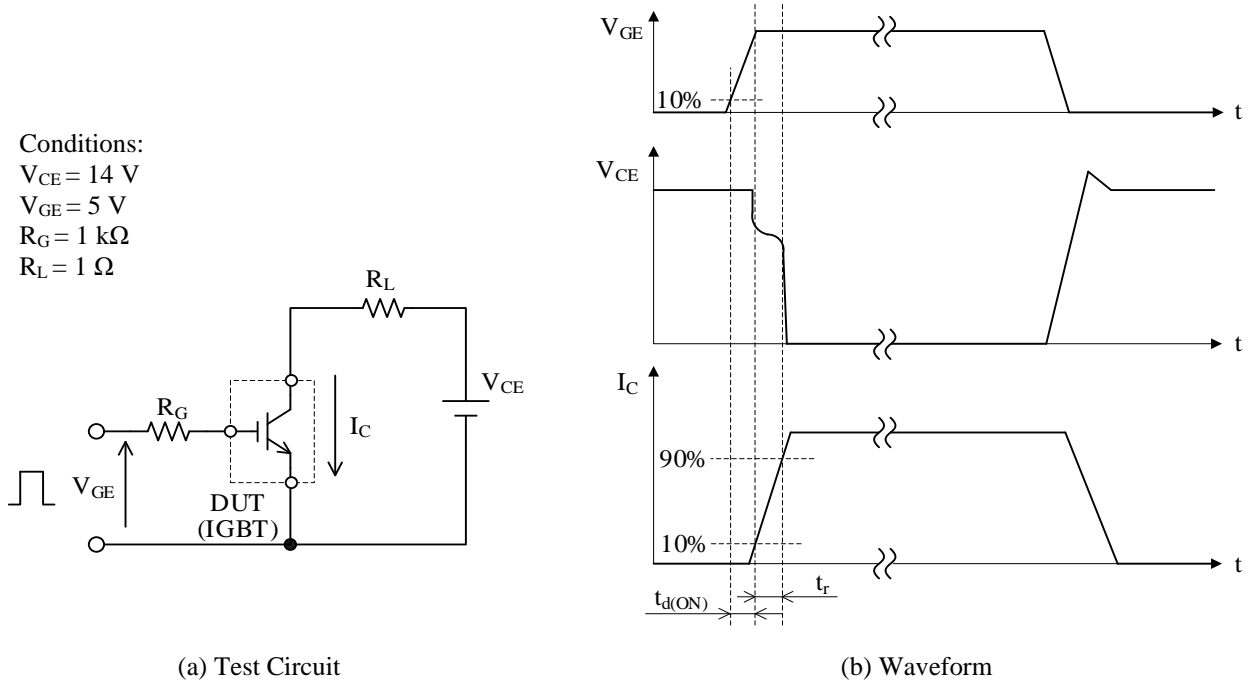 Conditions:
V_CE = 14 V
V_GE = 5 V
R_G = 1 kΩ
R_L = 1 Ω
R_L
V_CE
R_G
I_C
V_GE
DUT
(IGBT)
(a) Test Circuit
V_GE
10%
t
V_CE
t
I_C
90%
10%
t
t_r
t_d(ON)
(b) Waveform